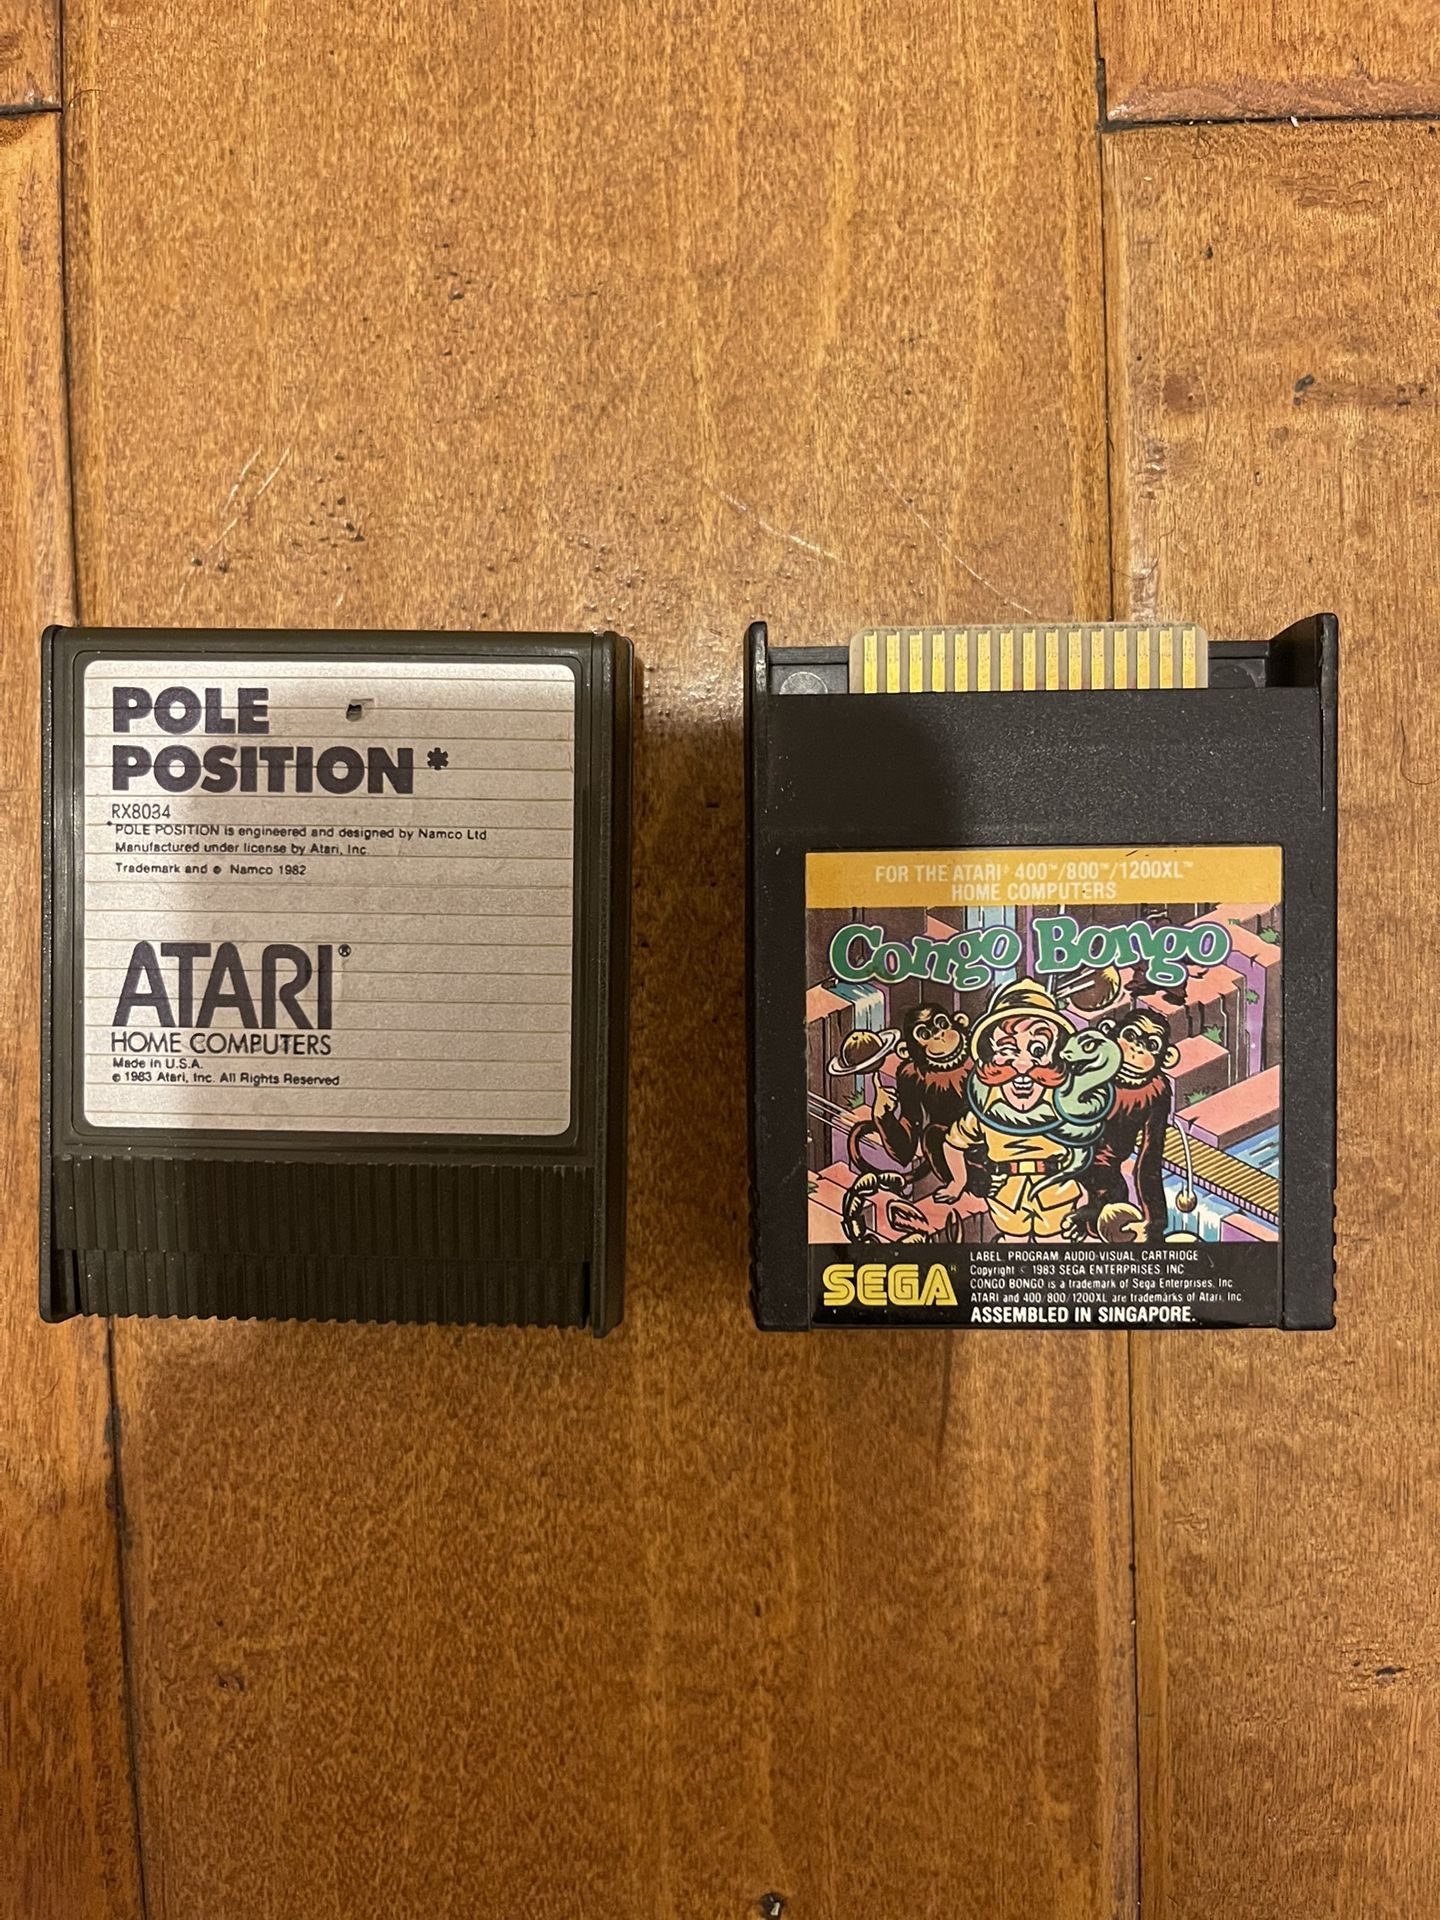 POLE
POSITION*
RX8034
*POLE POSITION is engineered and designed by Namco Ltd
Manufactured under license by Atari, Inc.
Trademark and © Namco 1982
ATARI®
HOME COMPUTERS
Made in U.S.A.
© 1983 Atari, Inc. All Rights Reserved
FOR THE ATARI® 400™/800™/1200XL™
HOME COMPUTERS
Congo Bongo™
SEGA®
LABEL, PROGRAM, AUDIO-VISUAL, CARTRIDGE
Copyright © 1983 SEGA ENTERPRISES, INC.
CONGO BONGO is a trademark of Sega Enterprises, Inc.
ATARI and 400/800/1200XL are trademarks of Atari, Inc.
ASSEMBLED IN SINGAPORE.